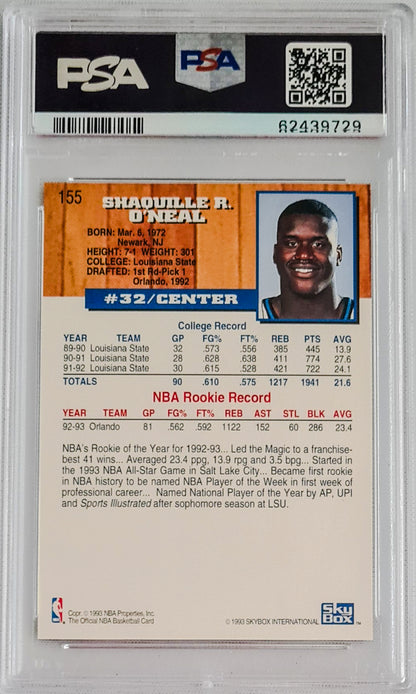 PSA
PSA
62439729
155
SHAQUILLE R.
O'NEAL
BORN: Mar. 6, 1972
Newark, NJ
HEIGHT: 7-1 WEIGHT: 301
COLLEGE: Louisiana State
DRAFTED: 1st Rd-Pick 1
Orlando, 1992
#32/CENTER
College Record
YEAR TEAM GP FG% FT% REB PTS AVG
89-90 Louisiana State 32 .573 .556 385 445 13.9
90-91 Louisiana State 28 .628 .638 411 774 27.6
91-92 Louisiana State 30 .615 .528 421 722 24.1
TOTALS 90 .610 .575 1217 1941 21.6
NBA Rookie Record
YEAR TEAM GP FG% FT% REB AST STL BLK AVG
92-93 Orlando 81 .562 .592 1122 152 60 286 23.4
NBA's Rookie of the Year for 1992-93... Led the Magic to a franchise-
best 41 wins... Averaged 23.4 ppg, 13.9 rpg and 3.5 bpg... Started in
the 1993 NBA All-Star Game in Salt Lake City... Became first rookie
in NBA history to be named NBA Player of the Week in first week of
professional career... Named National Player of the Year by AP, UPI
and Sports Illustrated after sophomore season at LSU.
Copr. © 1993 NBA Properties, Inc.
The Official NBA Basketball Card
© 1993 SKYBOX INTERNATIONAL
SkyBox™